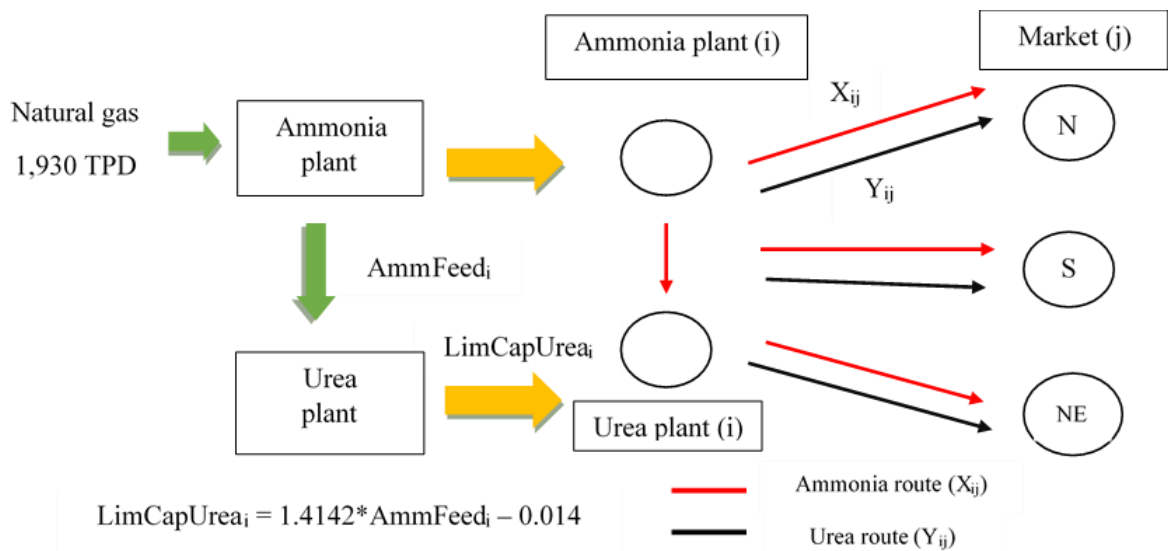 Ammonia plant (i)
Market (j)
Natural gas
1,930 TPD
Ammonia
plant
Xᵢⱼ
Yᵢⱼ
N
AmmFeedᵢ
S
Urea
plant
LimCapUreaᵢ
Urea plant (i)
NE
LimCapUreaᵢ = 1.4142*AmmFeedᵢ – 0.014
Ammonia route (Xᵢⱼ)
Urea route (Yᵢⱼ)